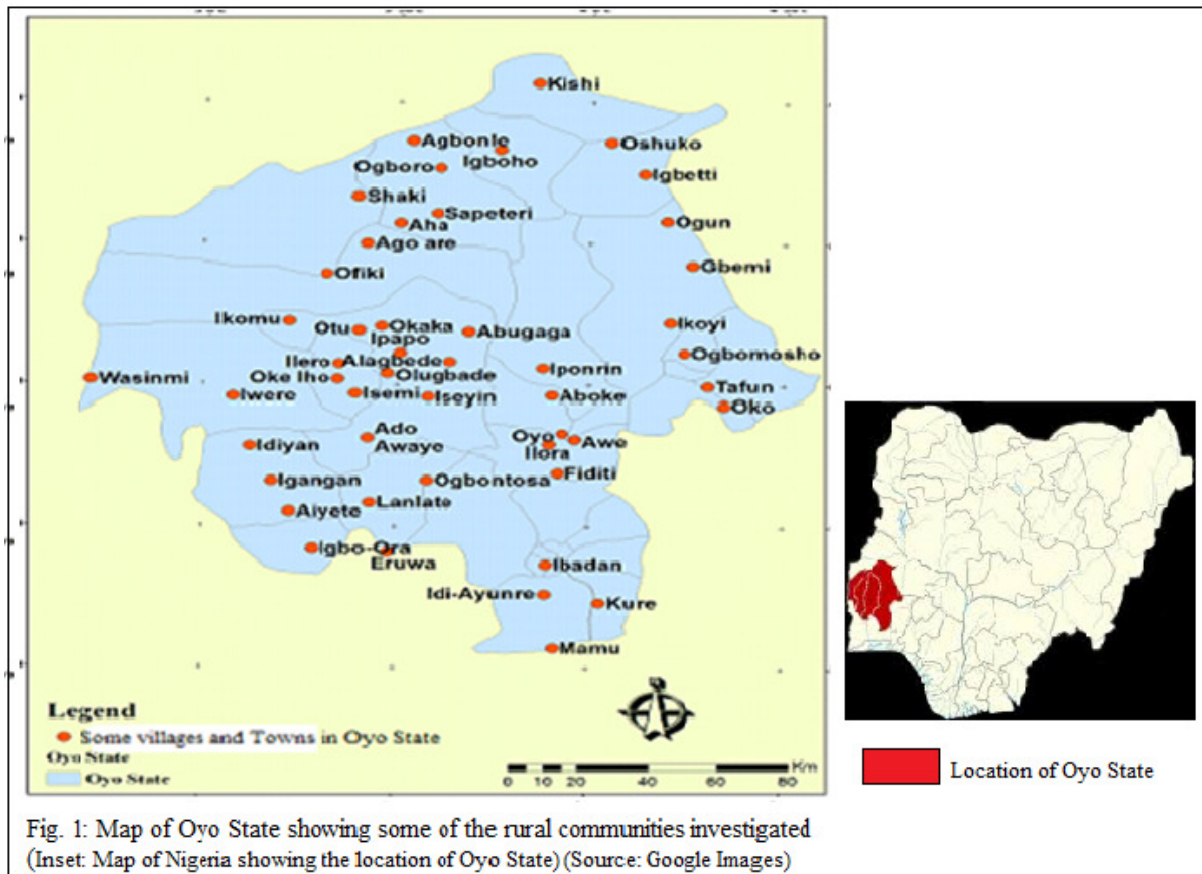 Kishi
Agbonle
Igboho
Oshuko
Ogboro
Igbetti
Shaki
Sapeteri
Aha
Ogun
Ago are
Gbemi
Ofiki
Ikomu
Otu
Okaka
Abugaga
Ikoyi
Ipapo
Ogbomosho
Ilero
Alagbede
Iponrin
Wasinmi
Oke Iho
Olugbade
Tafun
Iwere
Isemi
Iseyin
Aboke
Oko
Ado
Awaye
Oyo
Awe
Idiyan
Ilora
Fiditi
Igangan
Ogbontosa
Lanlate
Aiyete
Igbo-Ora
Eruwa
Ibadan
Idi-Ayunre
Kure
Mamu
Legend
Some villages and Towns in Oyo State
Oyo State
Oyo State
0 10 20 40 60 80 Km
Location of Oyo State
Fig. 1: Map of Oyo State showing some of the rural communities investigated
(Inset: Map of Nigeria showing the location of Oyo State) (Source: Google Images)